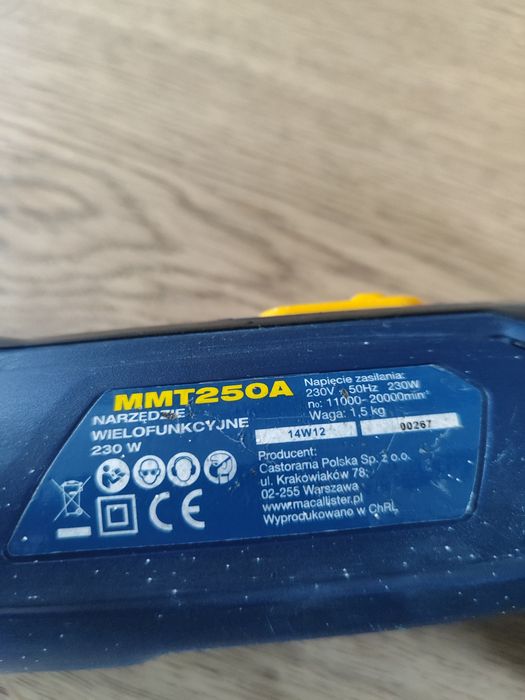 MMT250A
NARZĘDZIE
WIELOFUNKCYJNE
230 W
Napięcie zasilania:
230V 50Hz 230W
n₀: 11000-20000min⁻¹
Waga: 1,5 kg
14W12 00267
Producent:
Castorama Polska Sp. z o.o.
ul. Krakowiaków 78;
02-255 Warszawa
www.macallister.pl
Wyprodukowano w ChRL
CE